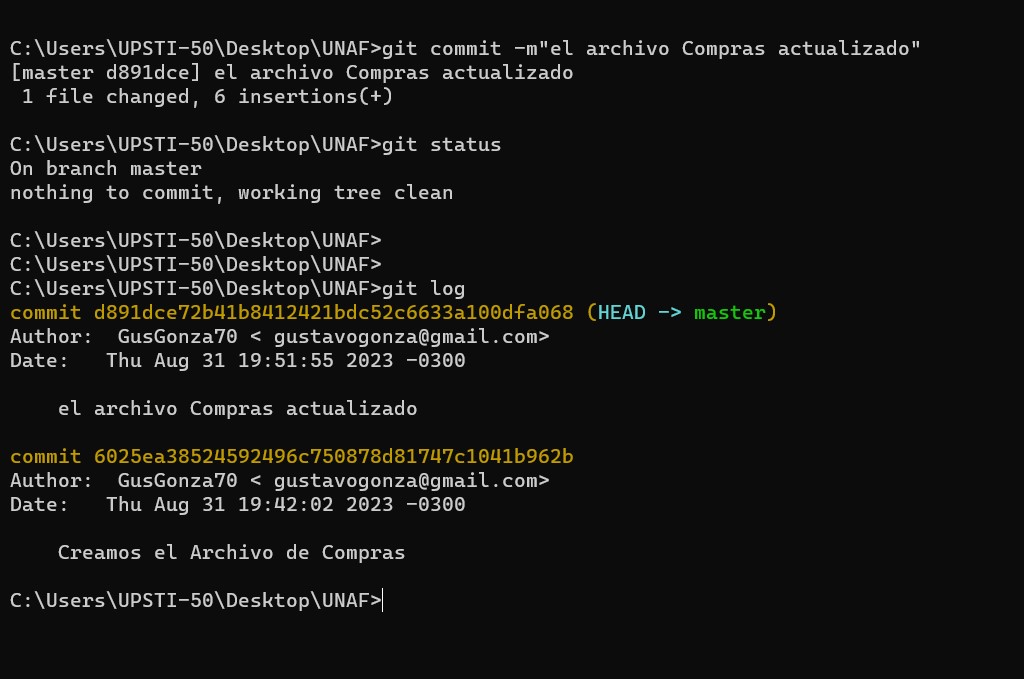 C:\Users\UPSTI-50\Desktop\UNAF>git commit -m"el archivo Compras actualizado"
[master d891dce] el archivo Compras actualizado
 1 file changed, 6 insertions(+)
C:\Users\UPSTI-50\Desktop\UNAF>git status
On branch master
nothing to commit, working tree clean
C:\Users\UPSTI-50\Desktop\UNAF>
C:\Users\UPSTI-50\Desktop\UNAF>
C:\Users\UPSTI-50\Desktop\UNAF>git log
commit d891dce72b41b8412421bdc52c6633a100dfa068 (HEAD -> master)
Author:  GusGonza70 < gustavogonza@gmail.com>
Date:   Thu Aug 31 19:51:55 2023 -0300
    el archivo Compras actualizado
commit 6025ea38524592496c750878d81747c1041b962b
Author:  GusGonza70 < gustavogonza@gmail.com>
Date:   Thu Aug 31 19:42:02 2023 -0300
    Creamos el Archivo de Compras
C:\Users\UPSTI-50\Desktop\UNAF>